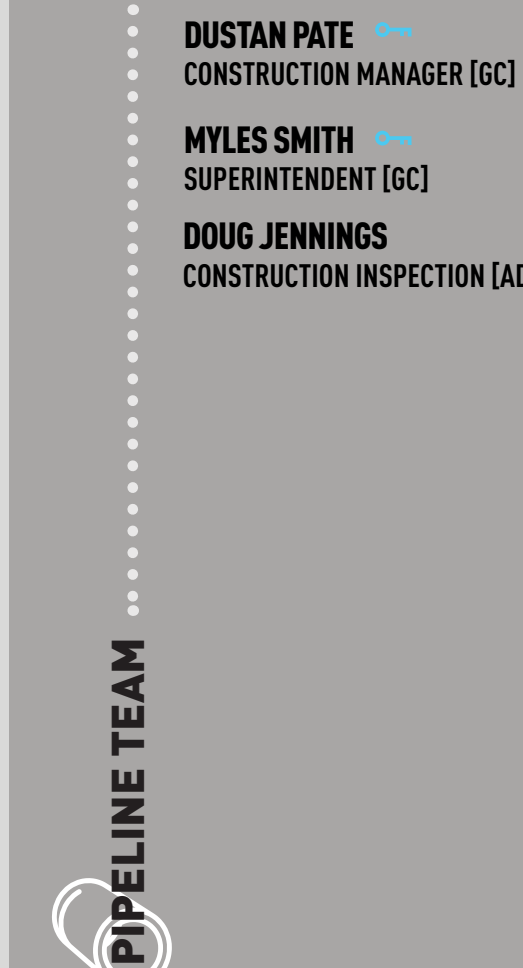 DUSTAN PATE
CONSTRUCTION MANAGER [GC]
MYLES SMITH
SUPERINTENDENT [GC]
DOUG JENNINGS
CONSTRUCTION INSPECTION
PIPELINE TEAM